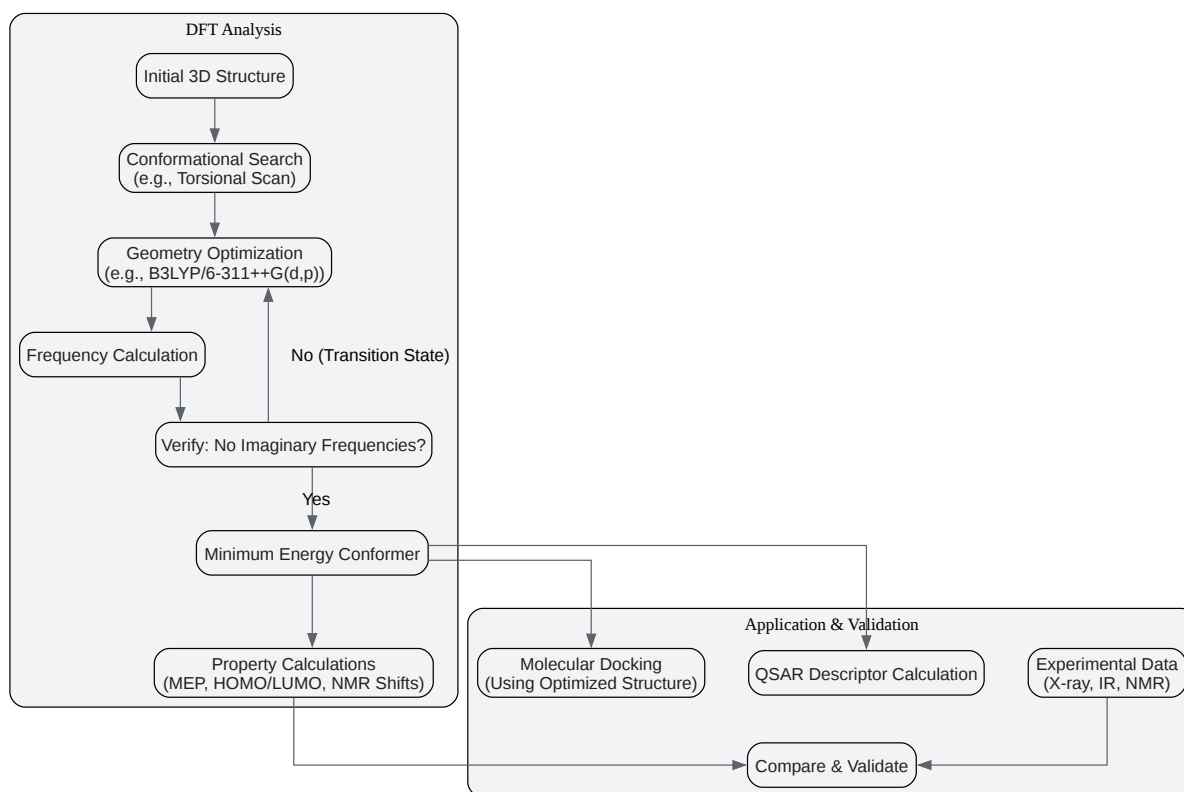 DFT Analysis
Initial 3D Structure
Conformational Search
(e.g., Torsional Scan)
Geometry Optimization
(e.g., B3LYP/6-311++G(d,p))
Frequency Calculation
No (Transition State)
Verify: No Imaginary Frequencies?
Yes
Minimum Energy Conformer
Application & Validation
Property Calculations
(MEP, HOMO/LUMO, NMR Shifts)
Molecular Docking
(Using Optimized Structure)
QSAR Descriptor Calculation
Experimental Data
(X-ray, IR, NMR)
Compare & Validate